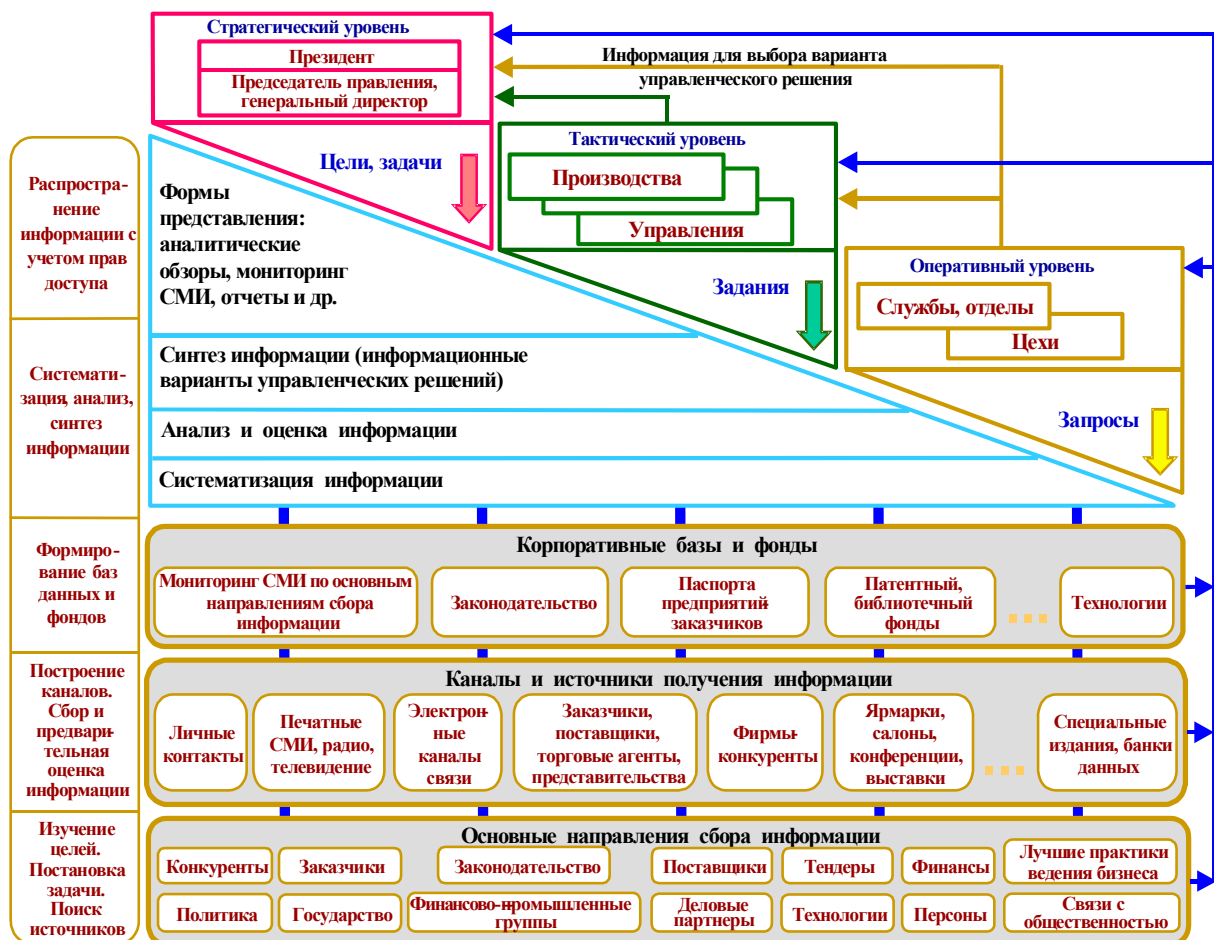 Стратегический уровень
Президент
Председатель правления,
генеральный директор
Информация для выбора варианта
управленческого решения
Тактический уровень
Производства
Управления
Оперативный уровень
Службы, отделы
Цехи
Цели, задачи
Задания
Запросы
Распростра-
нение
информации с
учетом прав
доступа
Формы
представления:
аналитические
обзоры, мониторинг
СМИ, отчеты и др.
Системати-
зация, анализ,
синтез
информации
Синтез информации (информационные
варианты управленческих решений)
Анализ и оценка информации
Систематизация информации
Формиро-
вание баз
данных и
фондов
Корпоративные базы и фонды
Мониторинг СМИ по основным
направлениям сбора
информации
Законодательство
Паспорта
предприятий-
заказчиков
Патентный,
библиотечный
фонды
...
Технологии
Построение
каналов.
Сбор и
предвари-
тельная
оценка
информации
Каналы и источники получения информации
Личные
контакты
Печатные
СМИ, радио,
телевидение
Электрон-
ные
каналы
связи
Заказчики,
поставщики,
торговые агенты,
представительства
Фирмы-
конкуренты
Ярмарки,
салоны,
конференции,
выставки
...
Специальные
издания, банки
данных
Изучение
целей.
Постановка
задачи.
Поиск
источников
Основные направления сбора информации
Конкуренты
Заказчики
Законодательство
Поставщики
Тендеры
Финансы
Лучшие практики
ведения бизнеса
Политика
Государство
Финансово-промышленные
группы
Деловые
партнеры
Технологии
Персоны
Связи с
общественностью